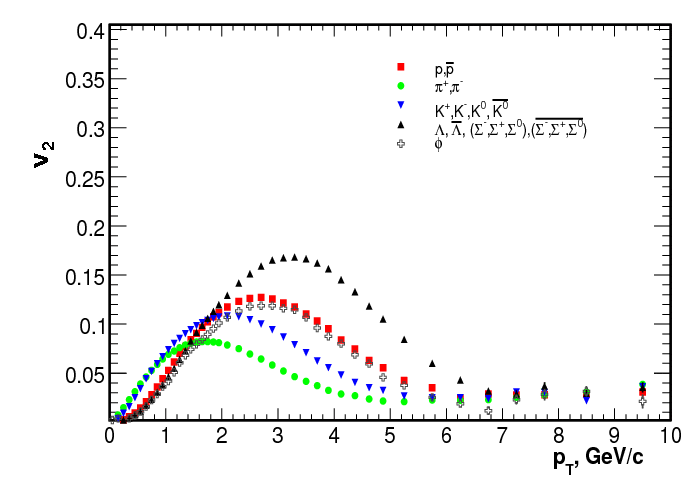 0.4
0.35
0.3
0.25
0.2
0.15
0.1
0.05
v₂
p,p̅
π⁺,π⁻
K⁺,K⁻,K⁰,K̅⁰
Λ, Λ̅, (Σ⁻,Σ⁺,Σ⁰),(Σ̅⁻,Σ̅⁺,Σ̅⁰)
ϕ
0 1 2 3 4 5 6 7 8 9 10
p_T, GeV/c